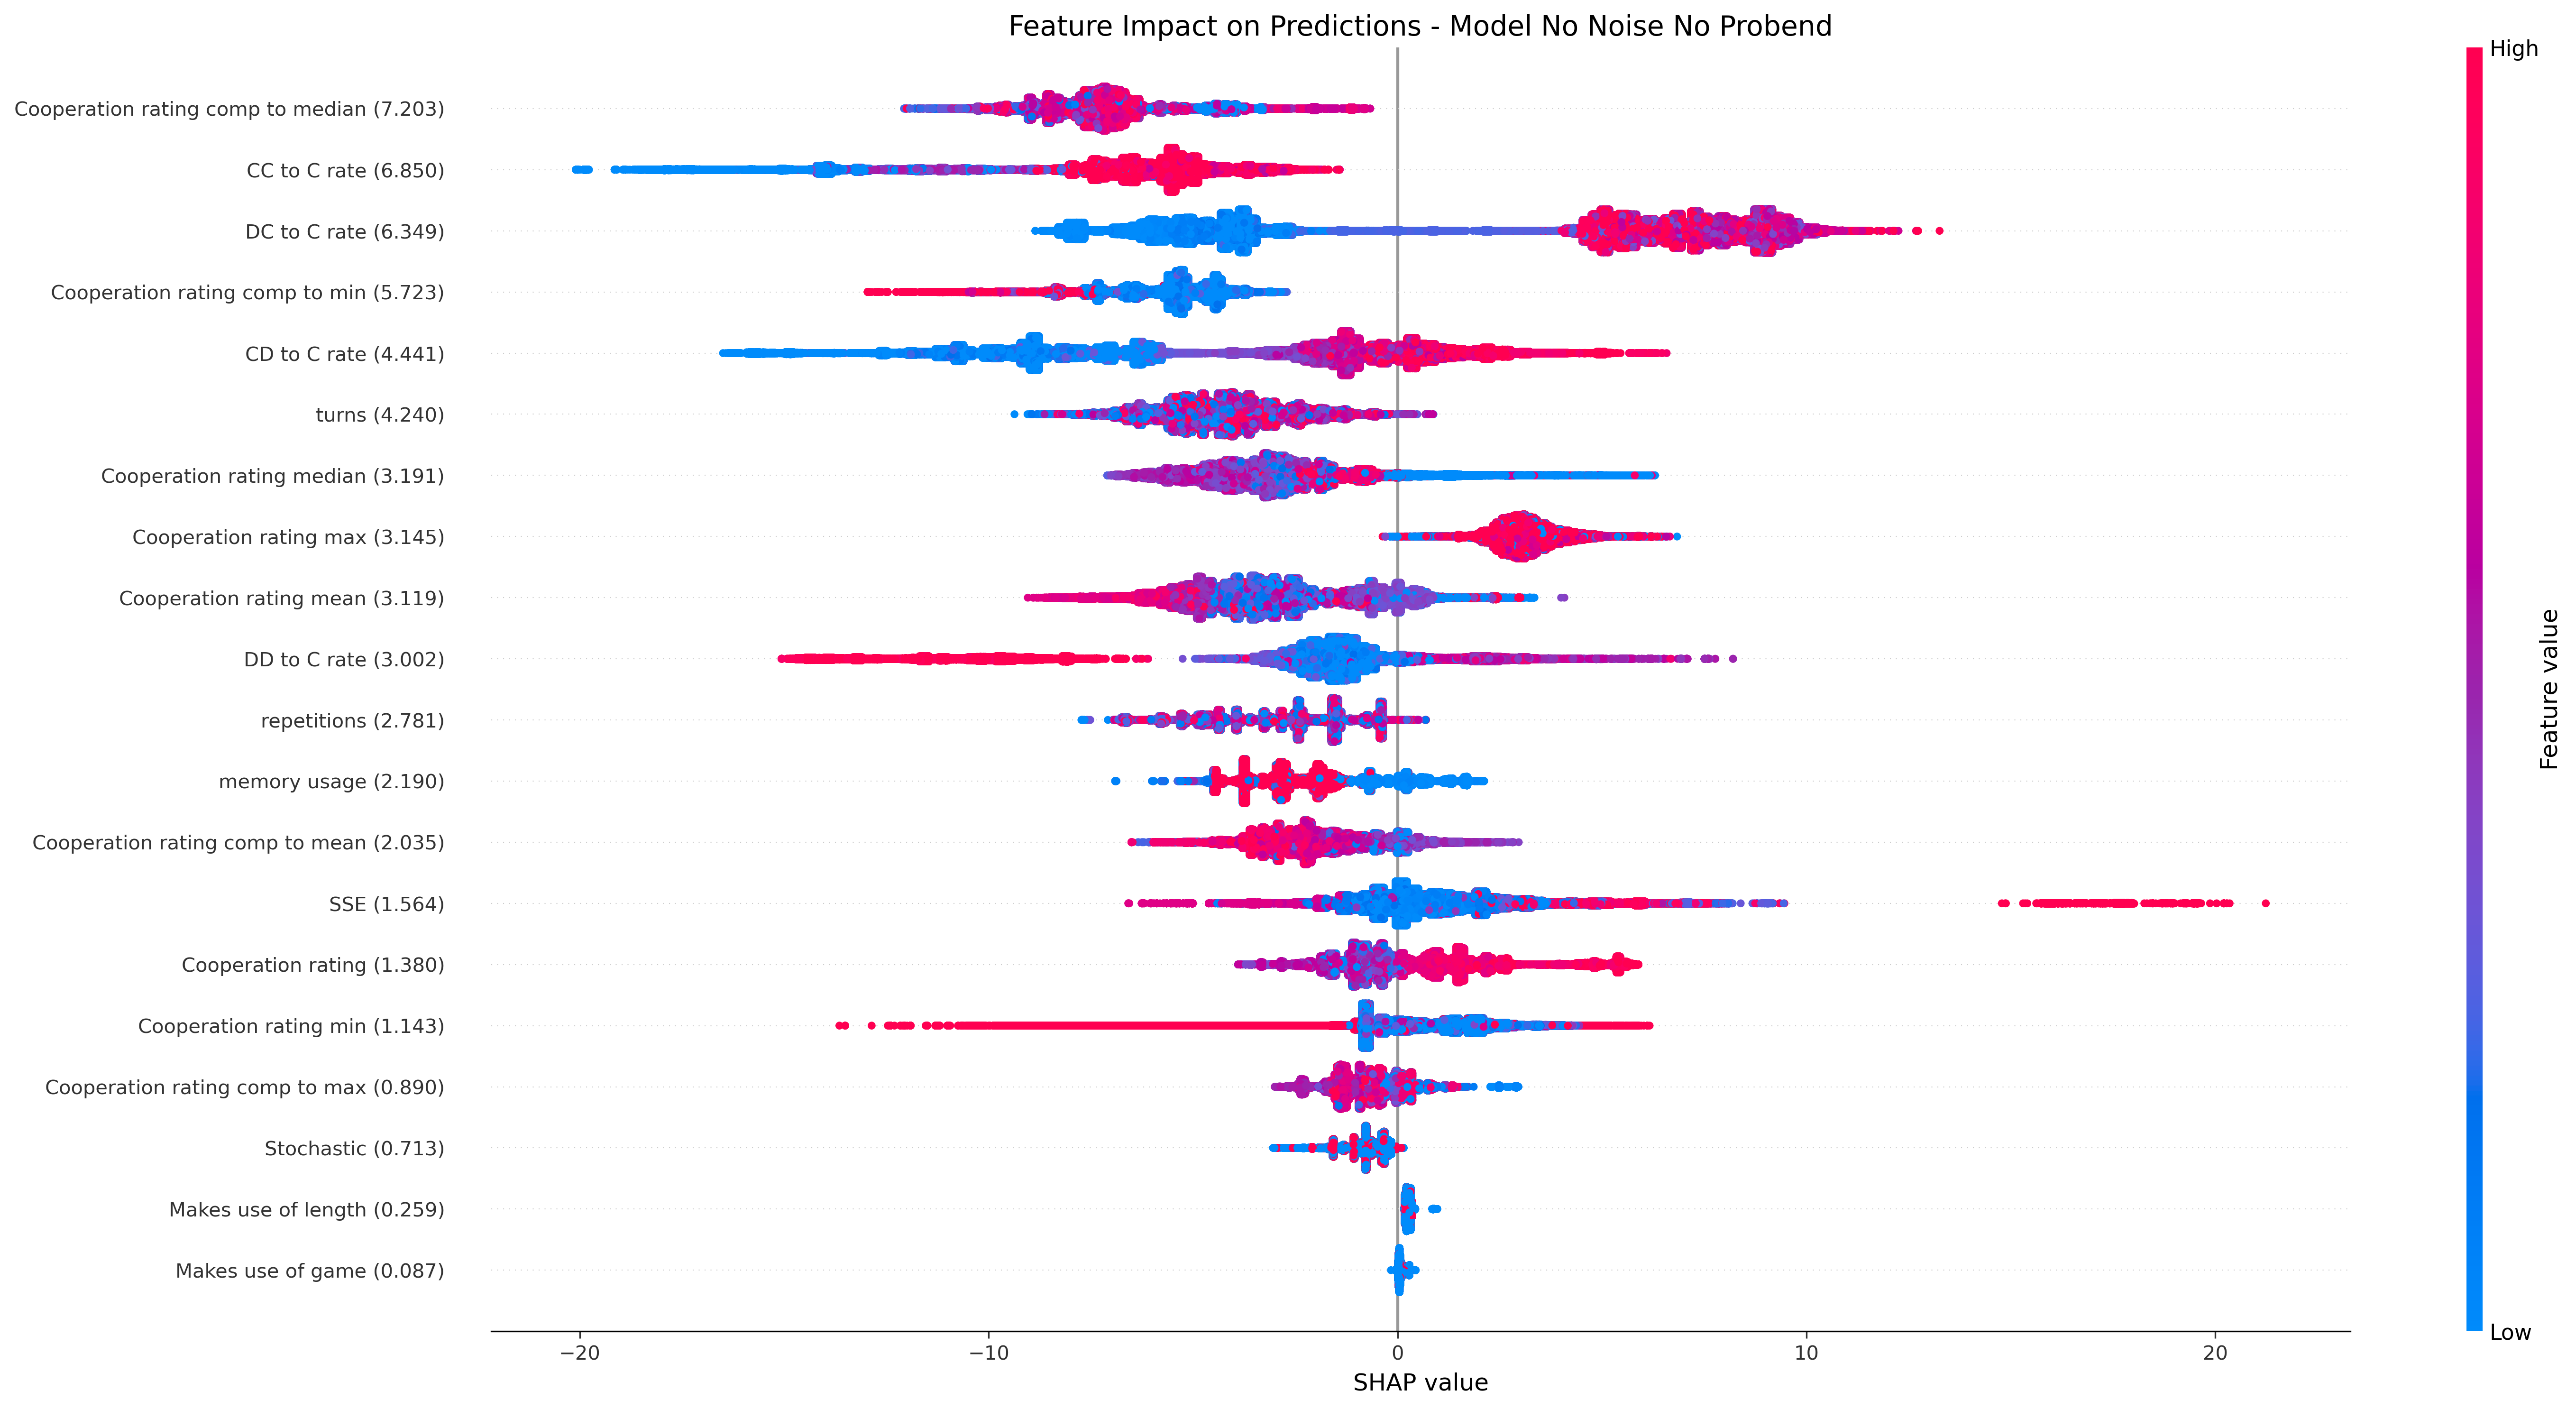 Feature Impact on Predictions - Model No Noise No Probend
High
Cooperation rating comp to median (7.203)
CC to C rate (6.850)
DC to C rate (6.349)
Cooperation rating comp to min (5.723)
CD to C rate (4.441)
turns (4.240)
Cooperation rating median (3.191)
Cooperation rating max (3.145)
Cooperation rating mean (3.119)
DD to C rate (3.002)
repetitions (2.781)
memory usage (2.190)
Cooperation rating comp to mean (2.035)
SSE (1.564)
Cooperation rating (1.380)
Cooperation rating min (1.143)
Cooperation rating comp to max (0.890)
Stochastic (0.713)
Makes use of length (0.259)
Makes use of game (0.087)
Feature value
Low
−20 −10 0 10 20
SHAP value